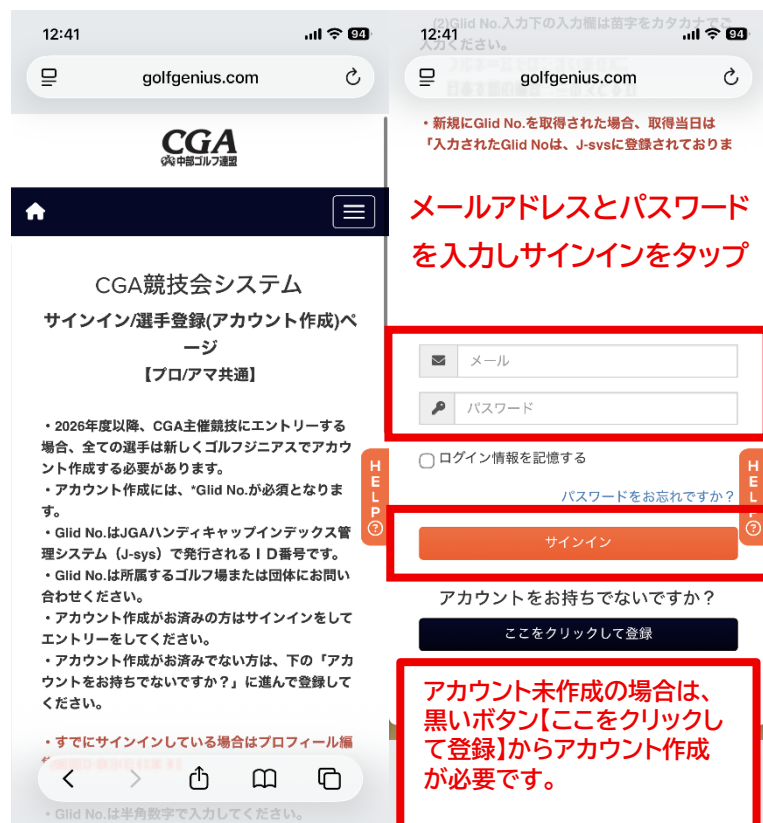 12:41
94
golfgenius.com
CGA
中部ゴルフ連盟
CGA競技会システム
サインイン/選手登録(アカウント作成)ペ
ージ
【プロ/アマ共通】
・2026年度以降、CGA主催競技にエントリーする
場合、全ての選手は新しくゴルフジニアスでアカウ
ント作成する必要があります。
・アカウント作成には、*Glid No.が必須となりま
す。
・Glid No.はJGAハンディキャップインデックス管
理システム（J-sys）で発行されるＩＤ番号です。
・Glid No.は所属するゴルフ場または団体にお問い
合わせください。
・アカウント作成がお済みの方はサインインをして
エントリーをしてください。
・アカウント作成がお済みでない方は、下の「アカ
ウントをお持ちでないですか？」に進んで登録して
ください。
・すでにサインインしている場合はプロフィール編
・Glid No.は半角数字で入力してください。
HELP
(2)Glid No.入力下の入力欄は苗字をカタカナでご
入力ください。
12:41
94
golfgenius.com
・新規にGlid No.を取得された場合、取得当日は
「入力されたGlid Noは、J-sysに登録されておりま
メールアドレスとパスワード
を入力しサインインをタップ
メール
パスワード
ログイン情報を記憶する
パスワードをお忘れですか？
HELP
サインイン
アカウントをお持ちでないですか？
ここをクリックして登録
アカウント未作成の場合は、
黒いボタン【ここをクリックし
て登録】からアカウント作成
が必要です。